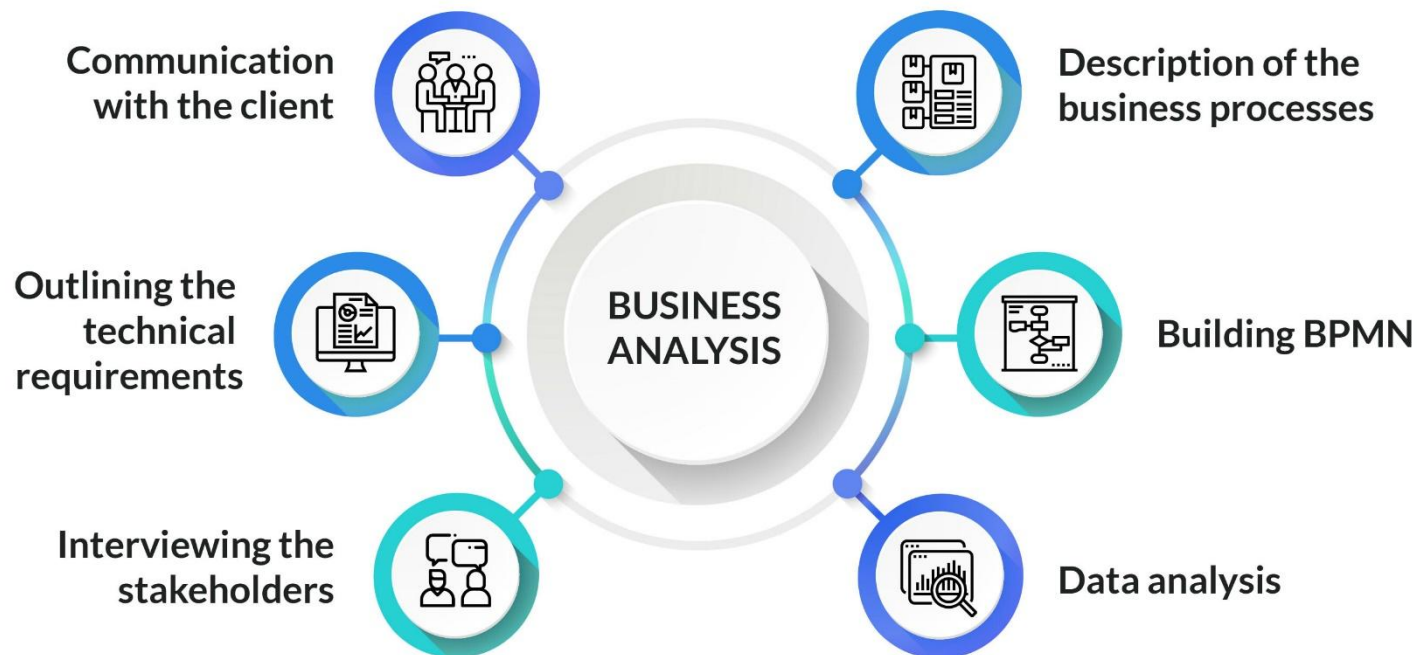 Communication
with the client
Outlining the
technical
requirements
Interviewing the
stakeholders
BUSINESS
ANALYSIS
Description of the
business processes
Building BPMN
Data analysis